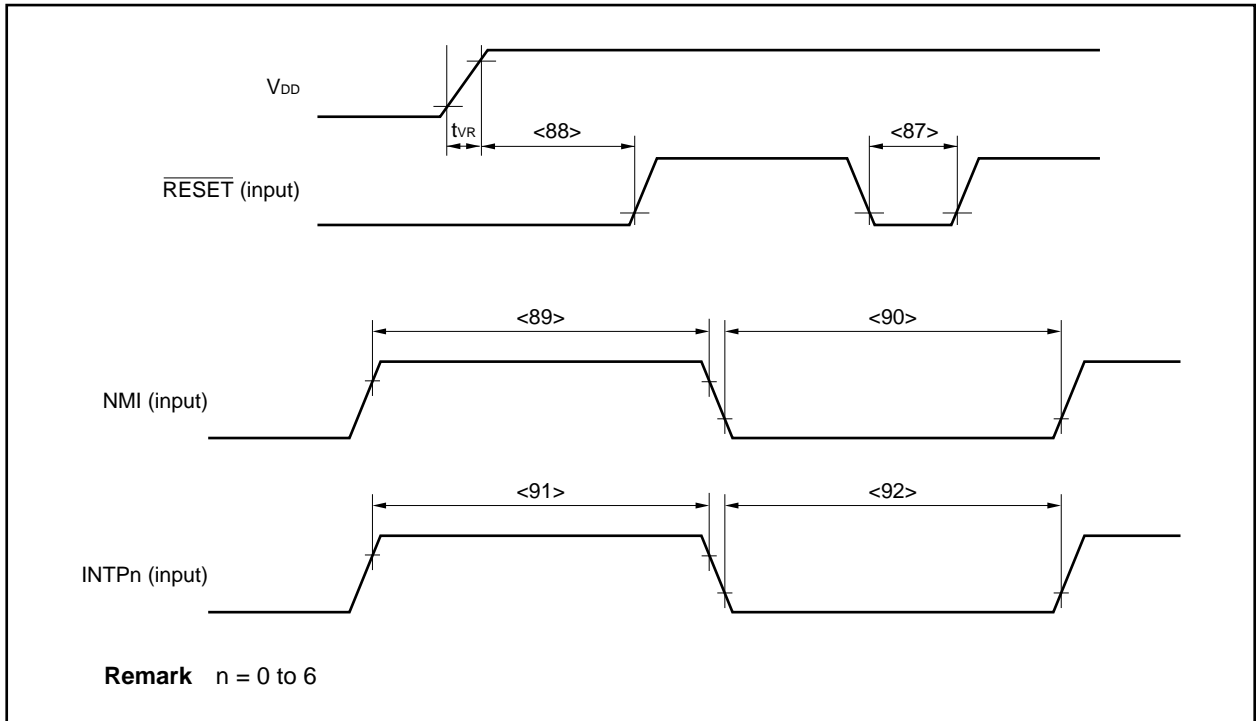 VDD
tVR
<88>
<87>
RESET (input)
<89>
<90>
NMI (input)
<91>
<92>
INTPn (input)
Remark n = 0 to 6